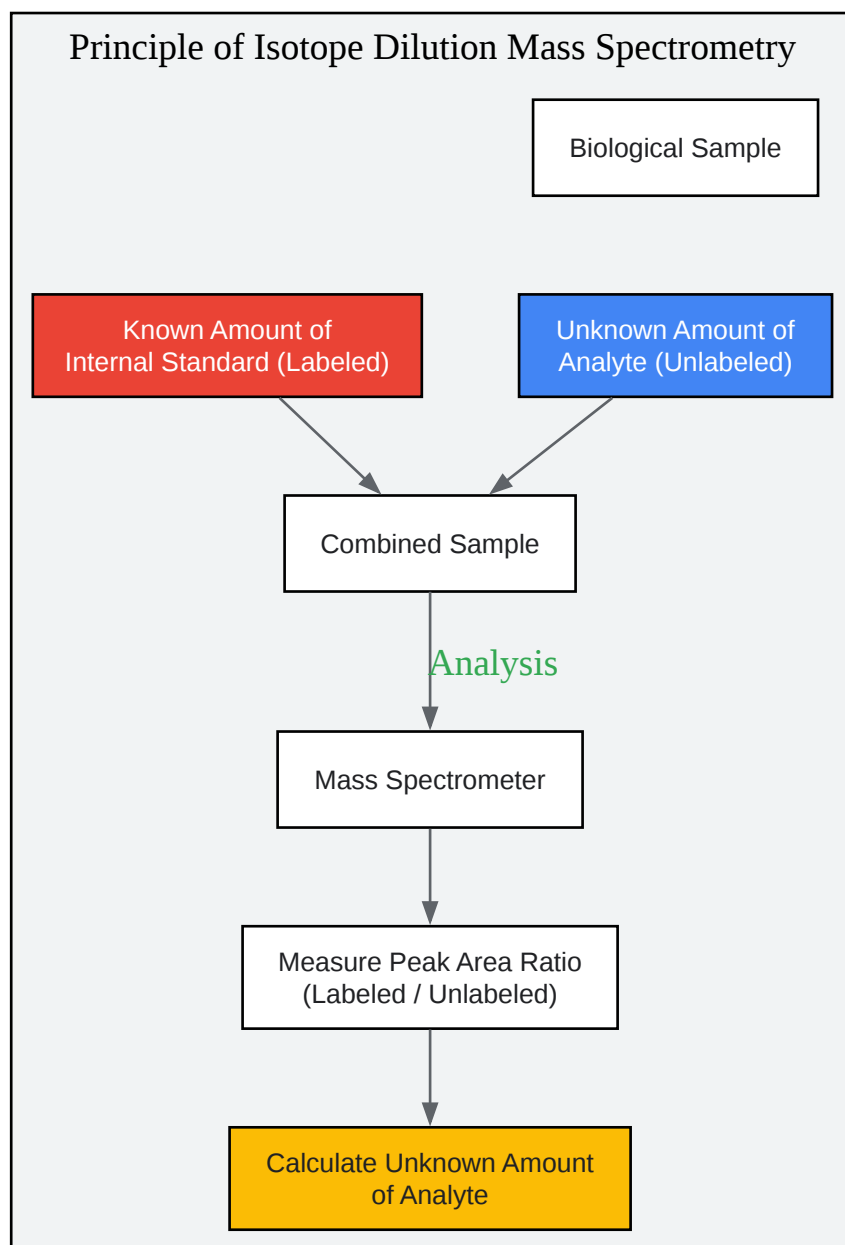 Principle of Isotope Dilution Mass Spectrometry
Biological Sample
Known Amount of
Internal Standard (Labeled)
Unknown Amount of
Analyte (Unlabeled)
Combined Sample
Analysis
Mass Spectrometer
Measure Peak Area Ratio
(Labeled / Unlabeled)
Calculate Unknown Amount
of Analyte